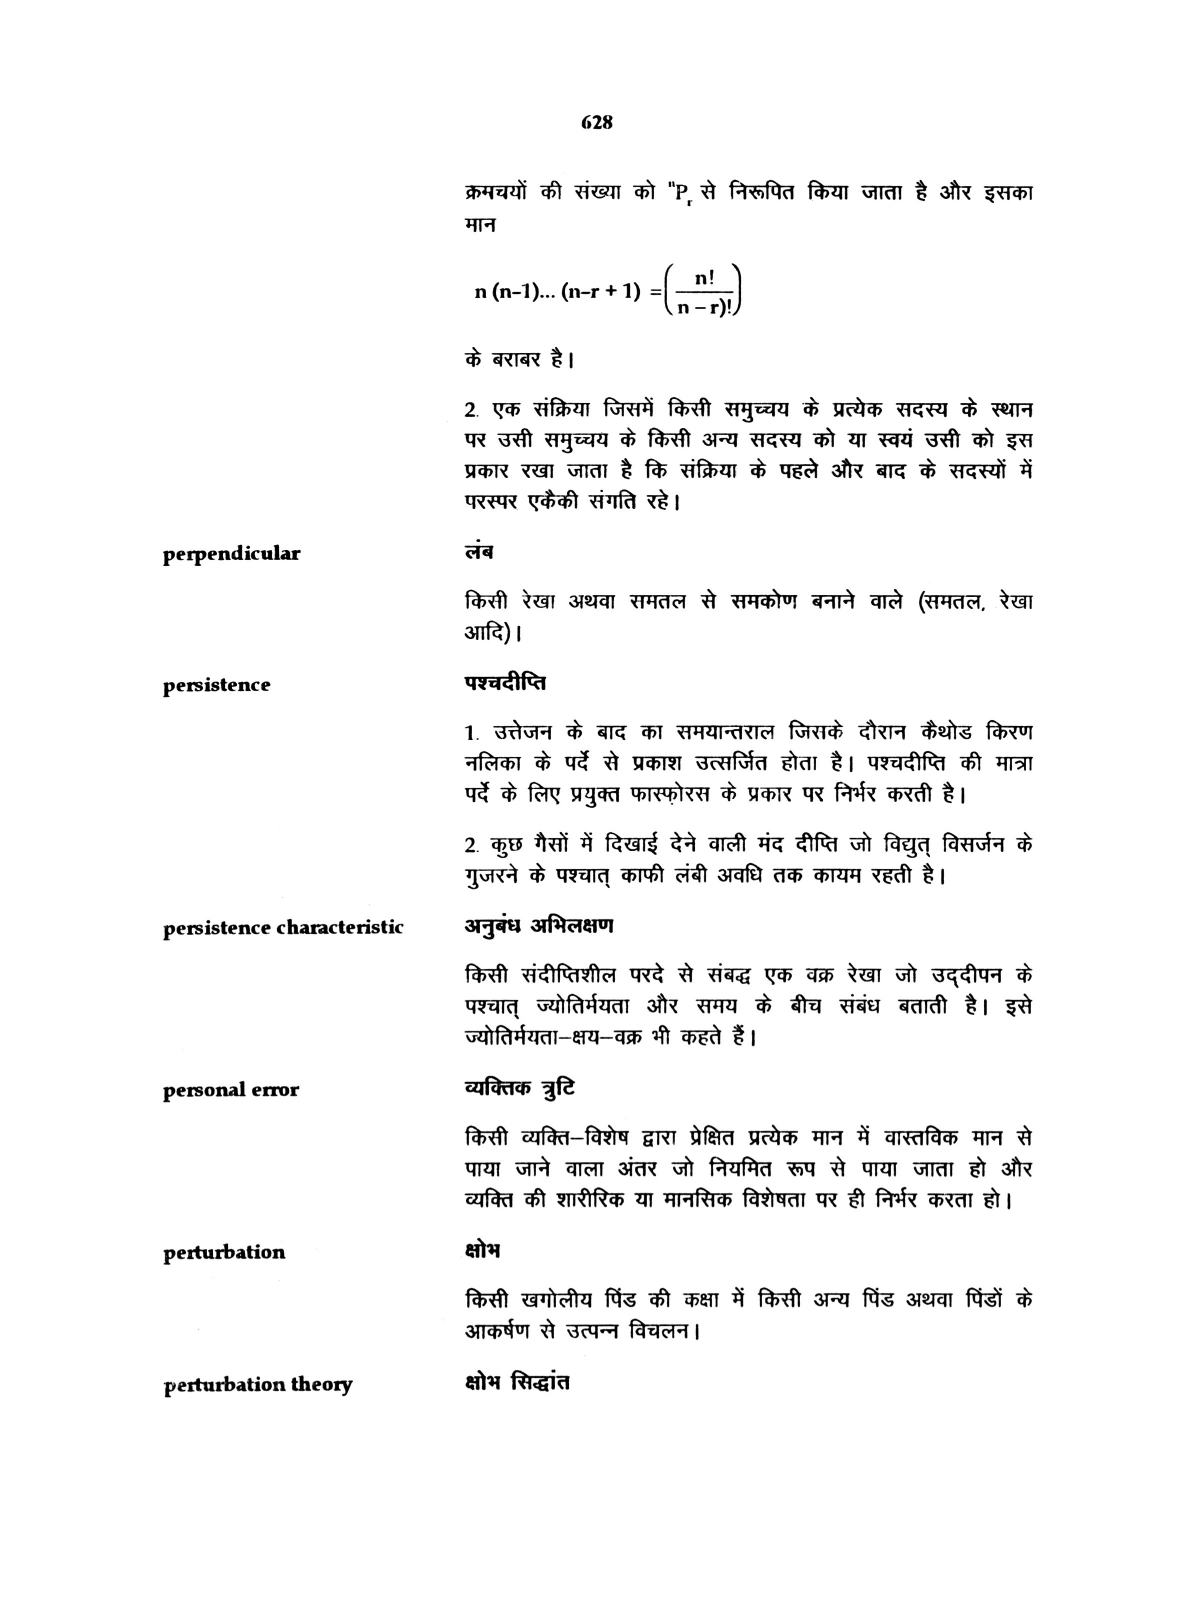 628
क्रमचयों की संख्या को ⁿPᵣ से निरूपित किया जाता है और इसका
मान
n (n–1)... (n–r + 1) = ( n! / n – r)! )
के बराबर है।
2. एक संक्रिया जिसमें किसी समुच्चय के प्रत्येक सदस्य के स्थान
पर उसी समुच्चय के किसी अन्य सदस्य को या स्वयं उसी को इस
प्रकार रखा जाता है कि संक्रिया के पहले और बाद के सदस्यों में
परस्पर एकैकी संगति रहे।
perpendicular लंब
किसी रेखा अथवा समतल से समकोण बनाने वाले (समतल, रेखा
आदि)।
persistence पश्चदीप्ति
1. उत्तेजन के बाद का समयान्तराल जिसके दौरान कैथोड किरण
नलिका के पर्दे से प्रकाश उत्सर्जित होता है। पश्चदीप्ति की मात्रा
पर्दे के लिए प्रयुक्त फास्फ़ोरस के प्रकार पर निर्भर करती है।
2. कुछ गैसों में दिखाई देने वाली मंद दीप्ति जो विद्युत् विसर्जन के
गुजरने के पश्चात् काफी लंबी अवधि तक कायम रहती है।
persistence characteristic अनुबंध अभिलक्षण
किसी संदीप्तिशील परदे से संबद्ध एक वक्र रेखा जो उद्‌दीपन के
पश्चात् ज्योतिर्मयता और समय के बीच संबंध बताती है। इसे
ज्योतिर्मयता–क्षय–वक्र भी कहते हैं।
personal error व्यक्तिक त्रुटि
किसी व्यक्ति–विशेष द्वारा प्रेक्षित प्रत्येक मान में वास्तविक मान से
पाया जाने वाला अंतर जो नियमित रूप से पाया जाता हो और
व्यक्ति की शारीरिक या मानसिक विशेषता पर ही निर्भर करता हो।
perturbation क्षोभ
किसी खगोलीय पिंड की कक्षा में किसी अन्य पिंड अथवा पिंडों के
आकर्षण से उत्पन्न विचलन।
perturbation theory क्षोभ सिद्धांत